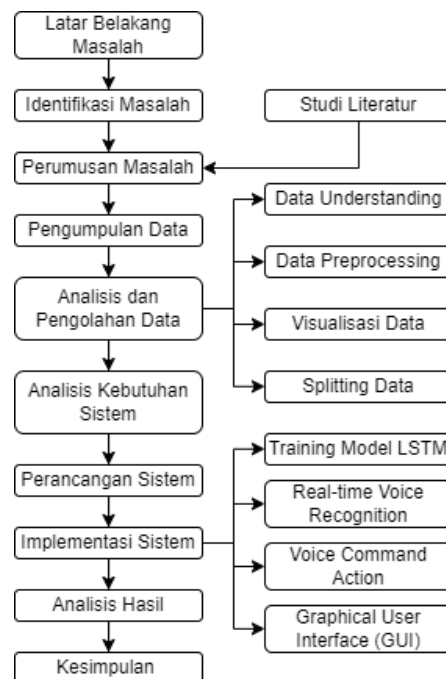 Latar Belakang
Masalah
Identifikasi Masalah
Studi Literatur
Perumusan Masalah
Pengumpulan Data
Data Understanding
Data Preprocessing
Analisis dan
Pengolahan Data
Visualisasi Data
Splitting Data
Analisis Kebutuhan
Sistem
Perancangan Sistem
Implementasi Sistem
Training Model LSTM
Real-time Voice
Recognition
Voice Command
Action
Graphical User
Interface (GUI)
Analisis Hasil
Kesimpulan